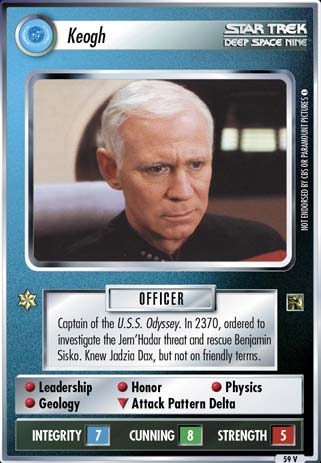 Keogh
STAR TREK
DEEP SPACE NINE
NOT ENDORSED BY CBS OR PARAMOUNT PICTURES
OFFICER
Captain of the U.S.S. Odyssey. In 2370, ordered to
investigate the Jem'Hadar threat and rescue Benjamin
Sisko. Knew Jadzia Dax, but not on friendly terms.
Leadership Honor Physics
Geology Attack Pattern Delta
INTEGRITY 7 CUNNING 8 STRENGTH 5
59 V